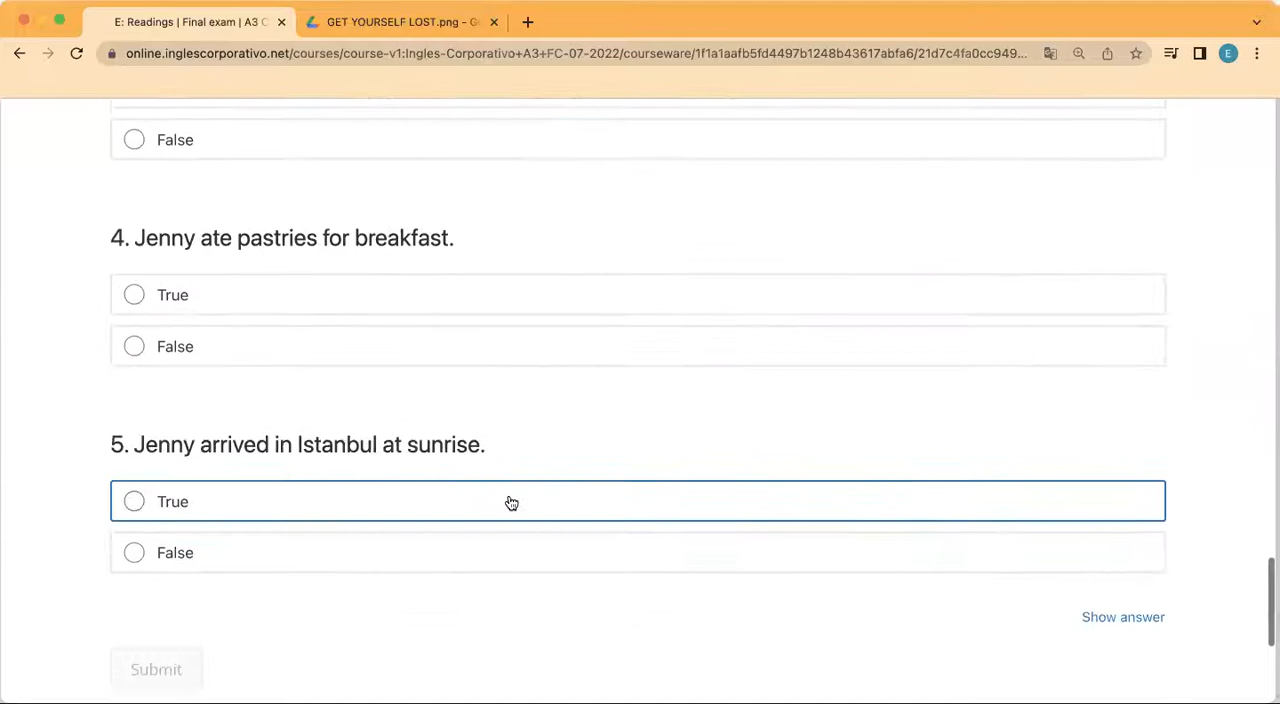 E: Readings | Final exam | A3 C
GET YOURSELF LOST.png - G
online.inglescorporativo.net/courses/course-v1:Ingles-Corporativo+A3+FC-07-2022/courseware/1f1a1aafb5fd4497b1248b43617abfa6/21d7c4fa0cc949...
E
False
4. Jenny ate pastries for breakfast.
True
False
5. Jenny arrived in Istanbul at sunrise.
True
False
Show answer
Submit